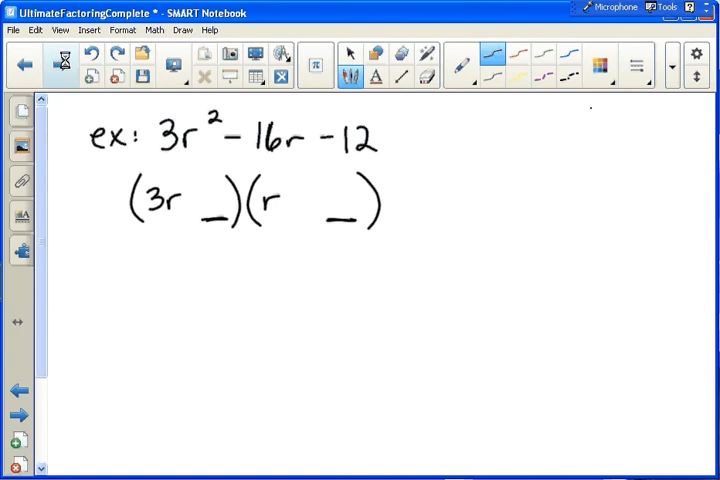 UltimateFactoringComplete * - SMART Notebook
Microphone Tools
File Edit View Insert Format Math Draw Help
ex: 3r² - 16r - 12
(3r _)(r _)